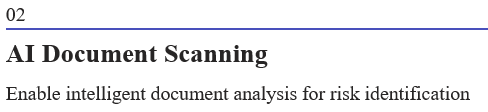 02
AI Document Scanning
Enable intelligent document analysis for risk identification